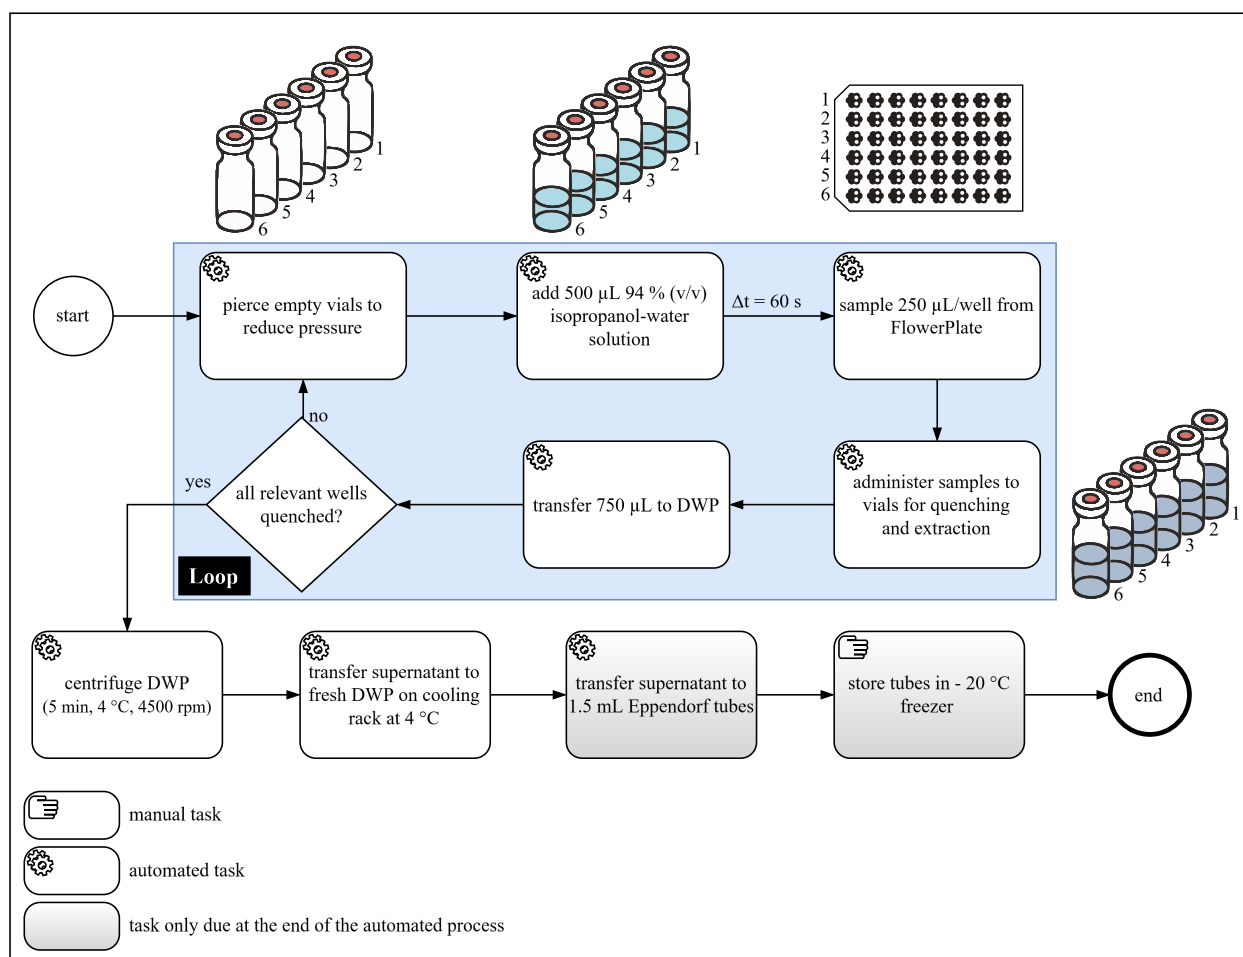 1
2
3
4
5
6
1
2
3
4
5
6
1
2
3
4
5
6
start
pierce empty vials to
reduce pressure
add 500 µL 94 % (v/v)
isopropanol-water
solution
Δt = 60 s
sample 250 µL/well from
FlowerPlate
no
yes
all relevant wells
quenched?
transfer 750 µL to DWP
administer samples to
vials for quenching
and extraction
1
2
3
4
5
6
Loop
centrifuge DWP
(5 min, 4 °C, 4500 rpm)
transfer supernatant to
fresh DWP on cooling
rack at 4 °C
transfer supernatant to
1.5 mL Eppendorf tubes
store tubes in - 20 °C
freezer
end
manual task
automated task
task only due at the end of the automated process